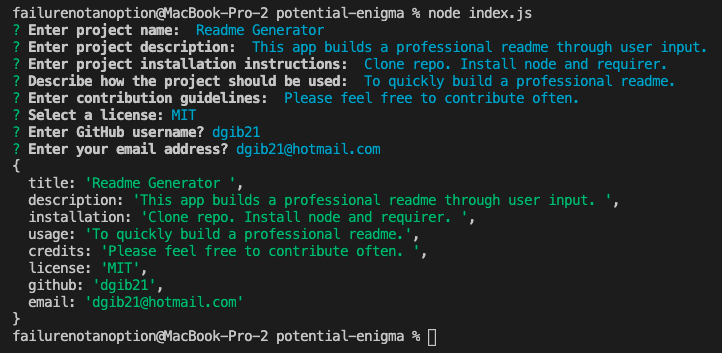 failurenotanoption@MacBook-Pro-2 potential-enigma % node index.js
? Enter project name:  Readme Generator
? Enter project description:  This app builds a professional readme through user input.
? Enter project installation instructions:  Clone repo. Install node and requirer.
? Describe how the project should be used:  To quickly build a professional readme.
? Enter contribution guidelines:  Please feel free to contribute often.
? Select a license: MIT
? Enter GitHub username? dgib21
? Enter your email address? dgib21@hotmail.com
{
  title: 'Readme Generator ',
  description: 'This app builds a professional readme through user input. ',
  installation: 'Clone repo. Install node and requirer. ',
  usage: 'To quickly build a professional readme.',
  credits: 'Please feel free to contribute often. ',
  license: 'MIT',
  github: 'dgib21',
  email: 'dgib21@hotmail.com'
}
failurenotanoption@MacBook-Pro-2 potential-enigma %